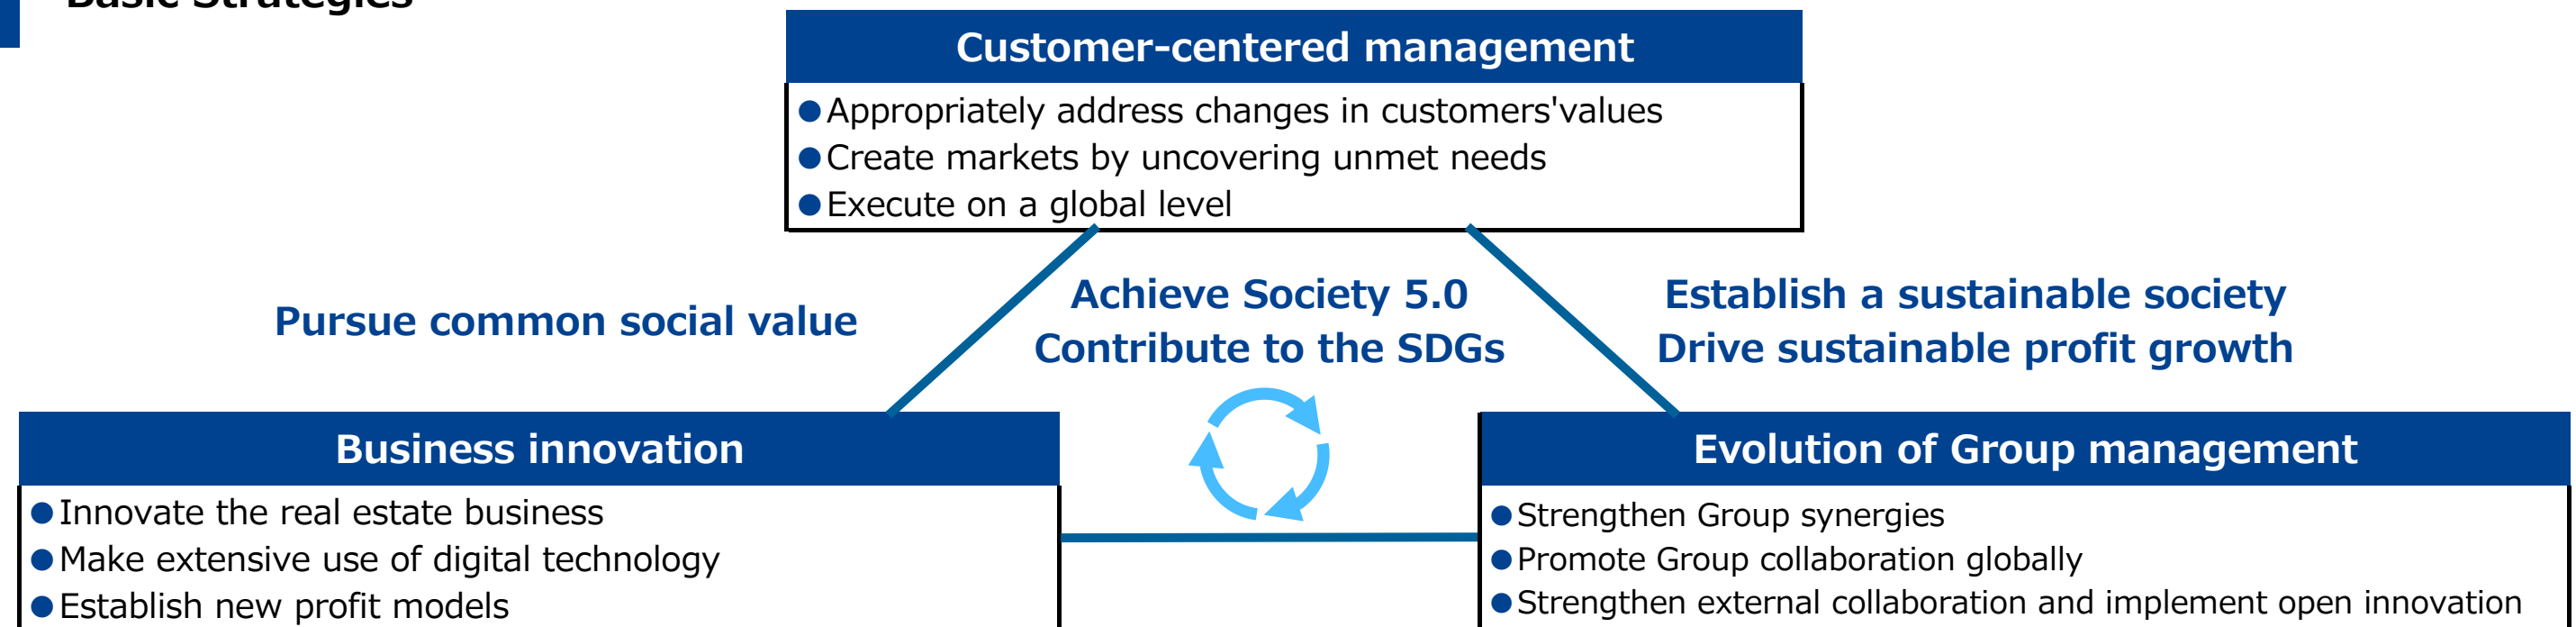 Basic Strategies
Customer-centered management
●Appropriately address changes in customers'values
●Create markets by uncovering unmet needs
●Execute on a global level
Pursue common social value
Achieve Society 5.0
Contribute to the SDGs
Establish a sustainable society
Drive sustainable profit growth
Business innovation
●Innovate the real estate business
●Make extensive use of digital technology
●Establish new profit models
Evolution of Group management
●Strengthen Group synergies
●Promote Group collaboration globally
●Strengthen external collaboration and implement open innovation